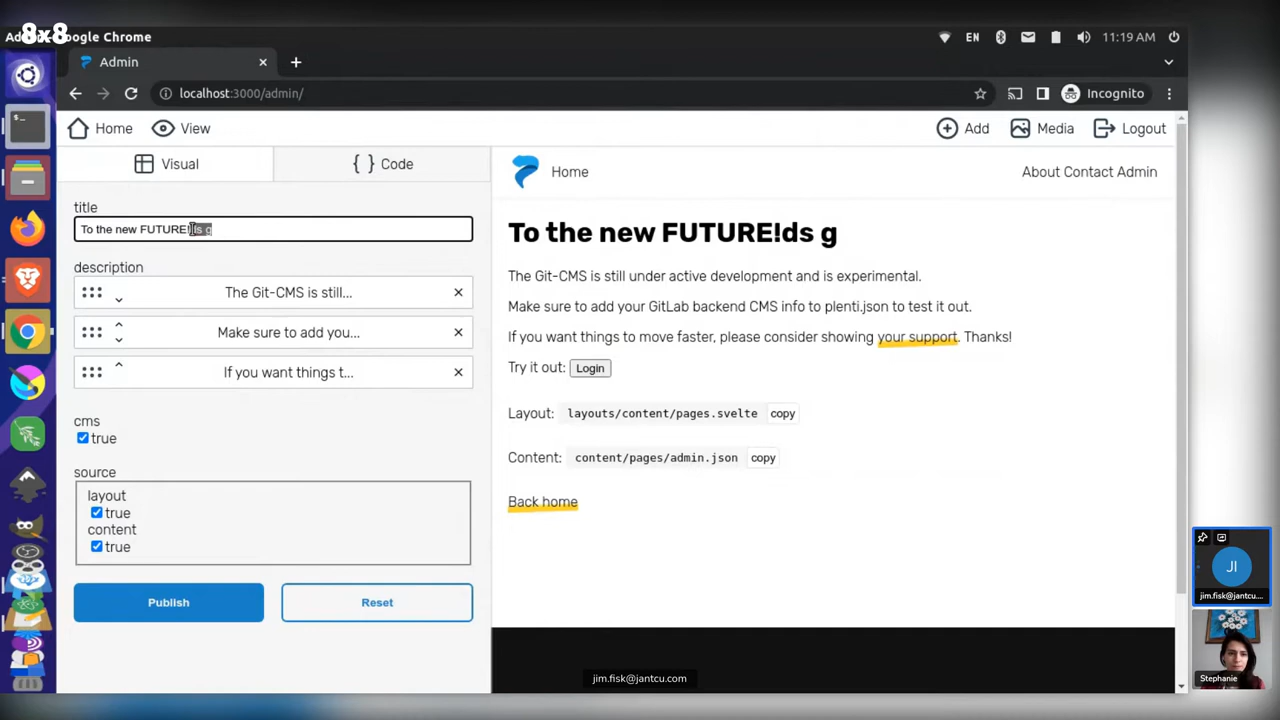 8x8
Google Chrome
EN
11:19 AM
Admin
localhost:3000/admin/
Incognito
Home
View
Add
Media
Logout
Visual
{ } Code
Home
About Contact Admin
title
To the new FUTURE!ds g
To the new FUTURE!ds g
description
The Git-CMS is still...
Make sure to add you...
If you want things t...
The Git-CMS is still under active development and is experimental.
Make sure to add your GitLab backend CMS info to plenti.json to test it out.
If you want things to move faster, please consider showing your support. Thanks!
Try it out: Login
Layout: layouts/content/pages.svelte copy
Content: content/pages/admin.json copy
Back home
cms
true
source
layout
true
content
true
Publish
Reset
JI
jim.fisk@jantcu...
Stephanie
jim.fisk@jantcu.com